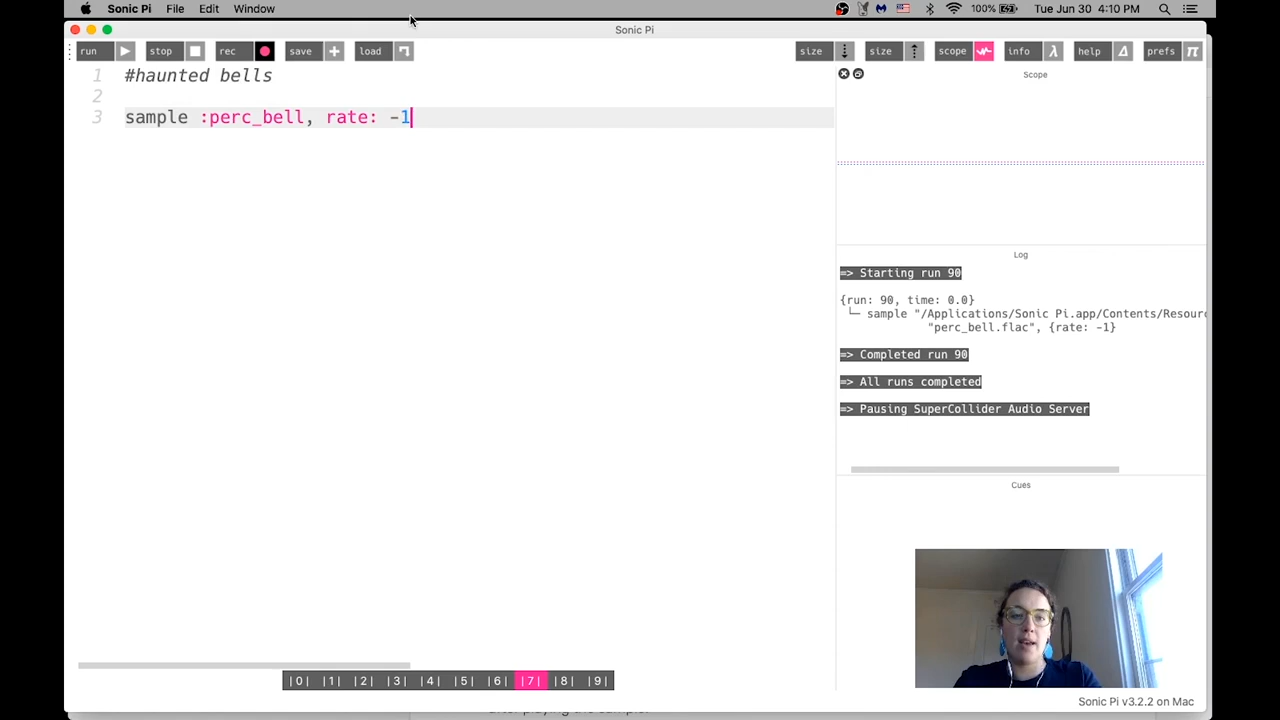 Sonic Pi File Edit Window 100% Tue Jun 30 4:10 PM
Sonic Pi
run stop rec save + load size size scope info λ help Δ prefs π
1 #haunted bells
2
3 sample :perc_bell, rate: -1
Scope
Log
=> Starting run 90
{run: 90, time: 0.0}
└─ sample "/Applications/Sonic Pi.app/Contents/Resour
"perc_bell.flac", {rate: -1}
=> Completed run 90
=> All runs completed
=> Pausing SuperCollider Audio Server
Cues
|0| |1| |2| |3| |4| |5| |6| |7| |8| |9|
Sonic Pi v3.2.2 on Mac